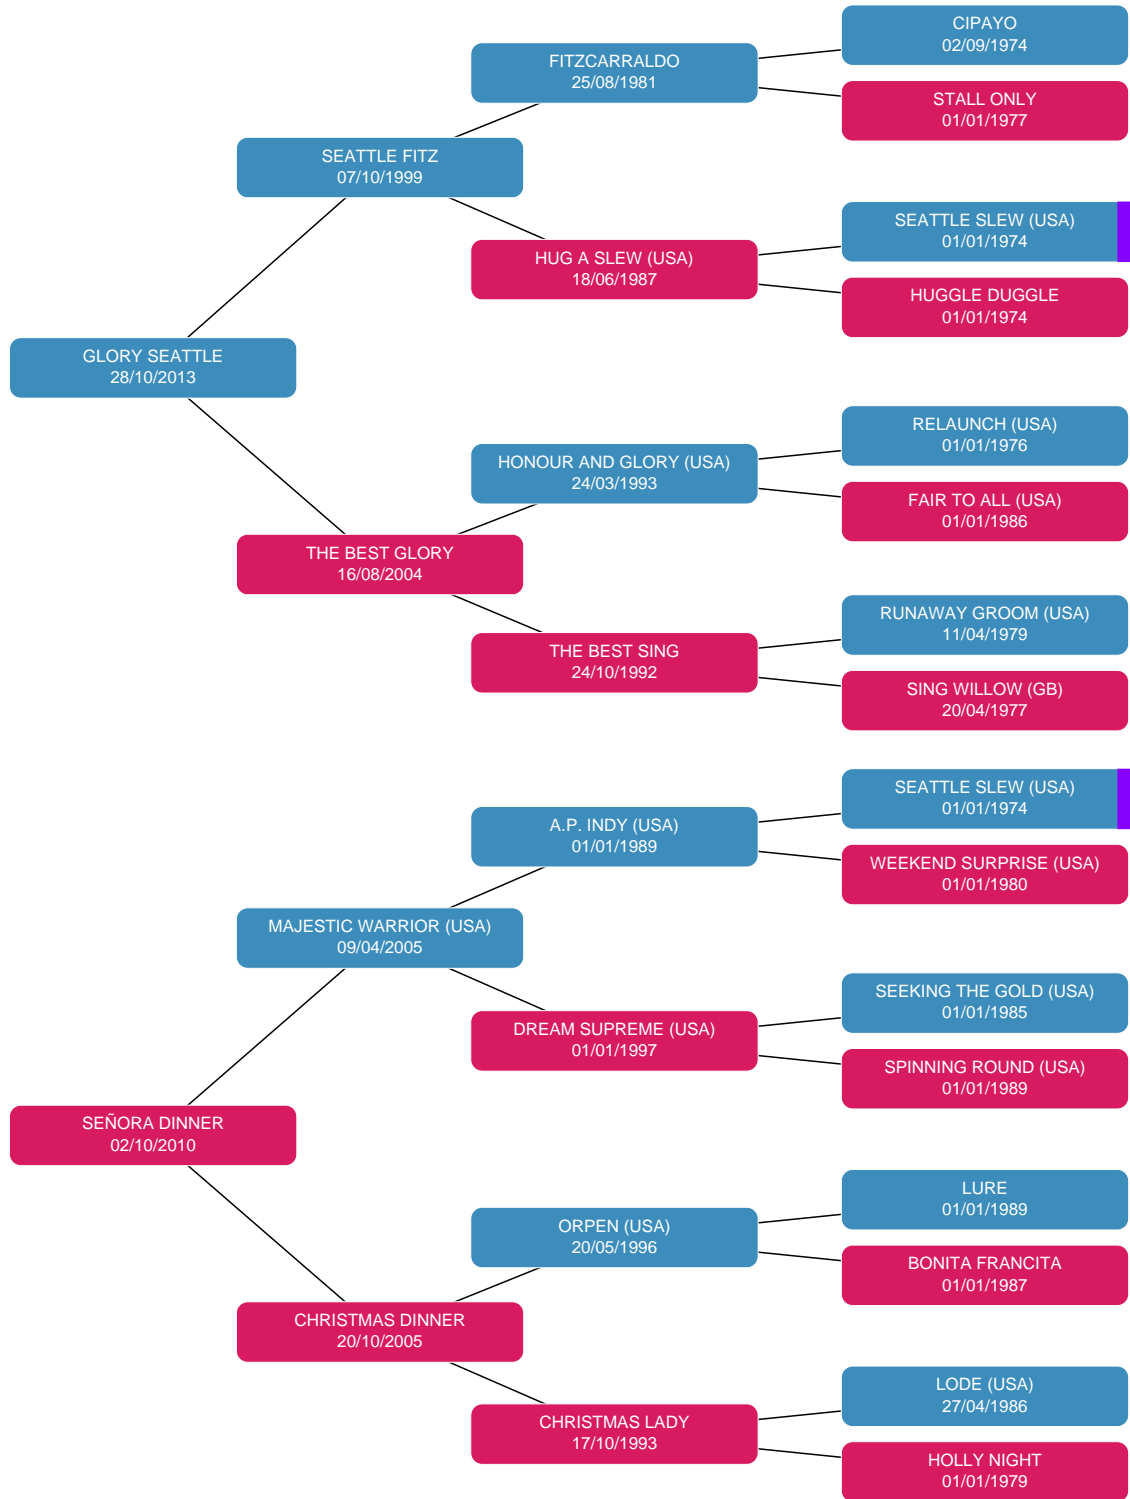 CIPAYO
02/09/1974
FITZCARRALDO
25/08/1981
STALL ONLY
01/01/1977
SEATTLE FITZ
07/10/1999
SEATTLE SLEW (USA)
01/01/1974
HUG A SLEW (USA)
18/06/1987
HUGGLE DUGGLE
01/01/1974
GLORY SEATTLE
28/10/2013
RELAUNCH (USA)
01/01/1976
HONOUR AND GLORY (USA)
24/03/1993
FAIR TO ALL (USA)
01/01/1986
THE BEST GLORY
16/08/2004
RUNAWAY GROOM (USA)
11/04/1979
THE BEST SING
24/10/1992
SING WILLOW (GB)
20/04/1977
SEATTLE SLEW (USA)
01/01/1974
A.P. INDY (USA)
01/01/1989
WEEKEND SURPRISE (USA)
01/01/1980
MAJESTIC WARRIOR (USA)
09/04/2005
SEEKING THE GOLD (USA)
01/01/1985
DREAM SUPREME (USA)
01/01/1997
SPINNING ROUND (USA)
01/01/1989
SEÑORA DINNER
02/10/2010
LURE
01/01/1989
ORPEN (USA)
20/05/1996
BONITA FRANCITA
01/01/1987
CHRISTMAS DINNER
20/10/2005
LODE (USA)
27/04/1986
CHRISTMAS LADY
17/10/1993
HOLLY NIGHT
01/01/1979